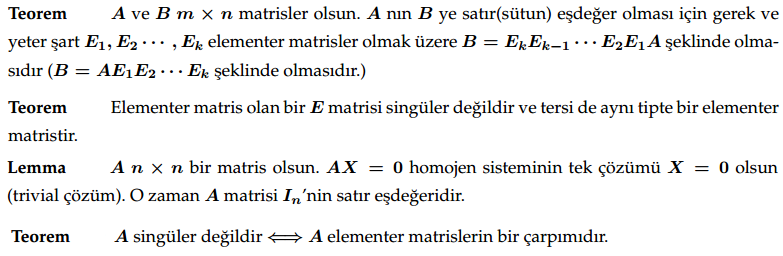 Teorem A ve B m × n matrisler olsun. A nın B ye satır(sütun) eşdeğer olması için gerek ve
yeter şart E₁, E₂ ⋯ , Eₖ elementer matrisler olmak üzere B = EₖEₖ₋₁ ⋯ E₂E₁A şeklinde olma-
sıdır (B = AE₁E₂ ⋯ Eₖ şeklinde olmasıdır.)
Teorem Elementer matris olan bir E matrisi singüler değildir ve tersi de aynı tipte bir elementer
matristir.
Lemma A n × n bir matris olsun. AX = 0 homojen sisteminin tek çözümü X = 0 olsun
(trivial çözüm). O zaman A matrisi Iₙ'nin satır eşdeğeridir.
Teorem A singüler değildir ⟺ A elementer matrislerin bir çarpımıdır.